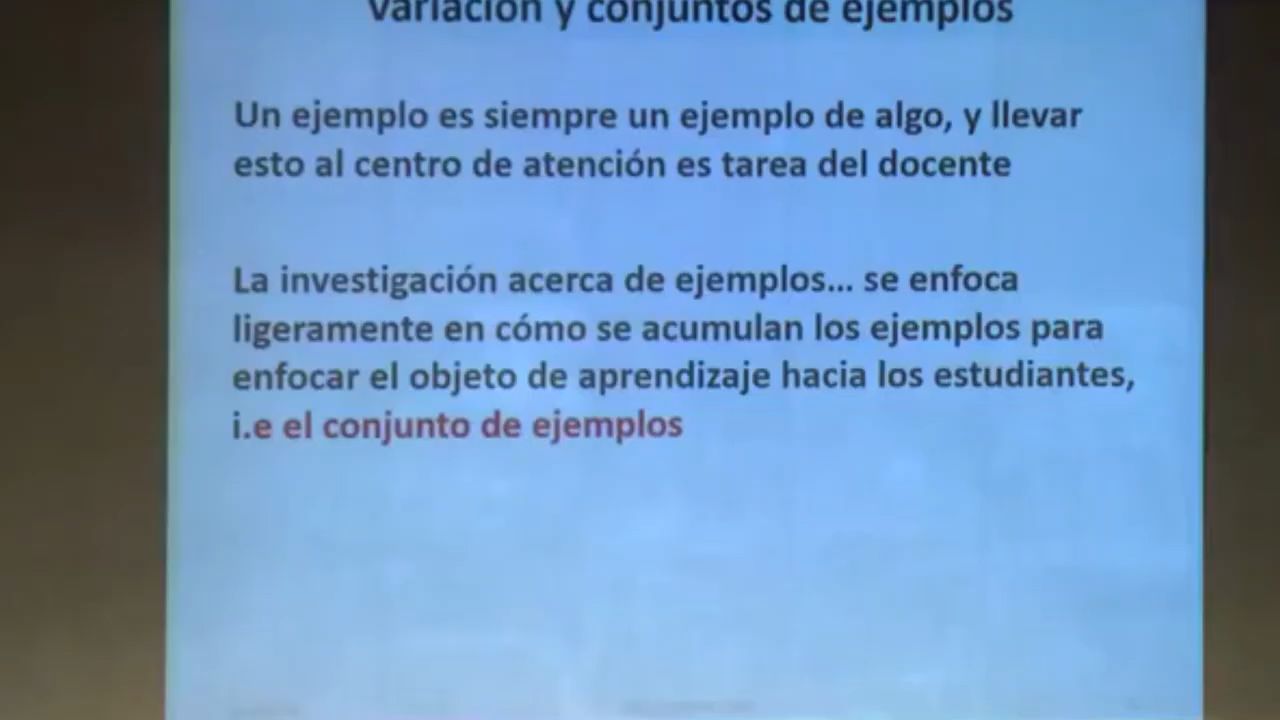 variación y conjuntos de ejemplos
Un ejemplo es siempre un ejemplo de algo, y llevar
esto al centro de atención es tarea del docente
La investigación acerca de ejemplos... se enfoca
ligeramente en cómo se acumulan los ejemplos para
enfocar el objeto de aprendizaje hacia los estudiantes,
i.e el conjunto de ejemplos